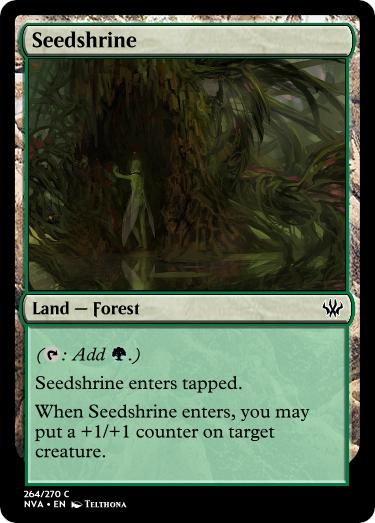 Seedshrine
Land — Forest
(: Add .)
Seedshrine enters tapped.
When Seedshrine enters, you may
put a +1/+1 counter on target
creature.
264/270 C
NVA • EN Telthona